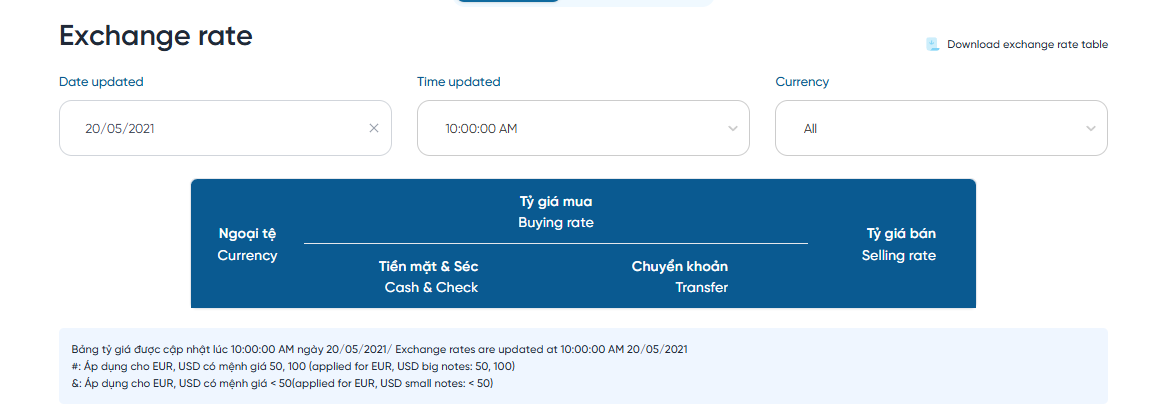 Exchange rate
Download exchange rate table
Date updated
Time updated
Currency
20/05/2021
10:00:00 AM
All
Tỷ giá mua
Buying rate
Ngoại tệ
Currency
Tỷ giá bán
Selling rate
Tiền mặt & Séc
Cash & Check
Chuyển khoản
Transfer
Bảng tỷ giá được cập nhật lúc 10:00:00 AM ngày 20/05/2021/ Exchange rates are updated at 10:00:00 AM 20/05/2021
#: Áp dụng cho EUR, USD có mệnh giá 50, 100 (applied for EUR, USD big notes: 50, 100)
&: Áp dụng cho EUR, USD có mệnh giá < 50(applied for EUR, USD small notes: < 50)